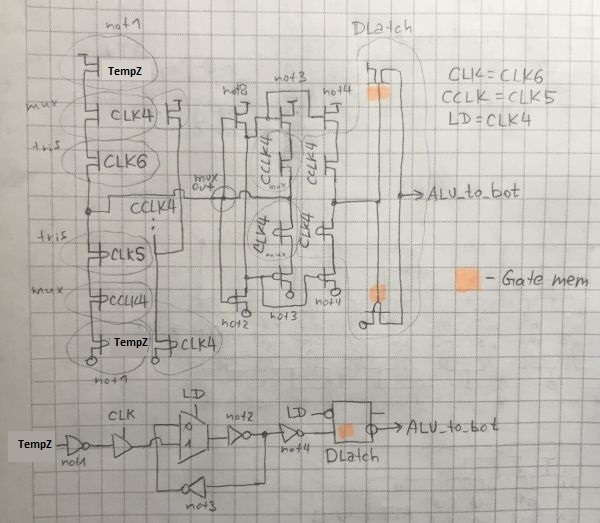 not1
DLatch
TempZ
not2
not3
not4
CLK = CLK6
CCLK = CLK5
LD = CLK4
mux
CLK4
CCLK4
CCLK4
mux
tris
CLK6
mux
out
ALU_to_bot
CCLK4
CLK4
CLK4
mux
tris
CLK5
mux
CCLK4
- Gate mem
TempZ
CLK4
not2
not3
not4
not1
LD
CLK
not2
LD
0
1
TempZ
not1
not4
ALU_to_bot
DLatch
not3